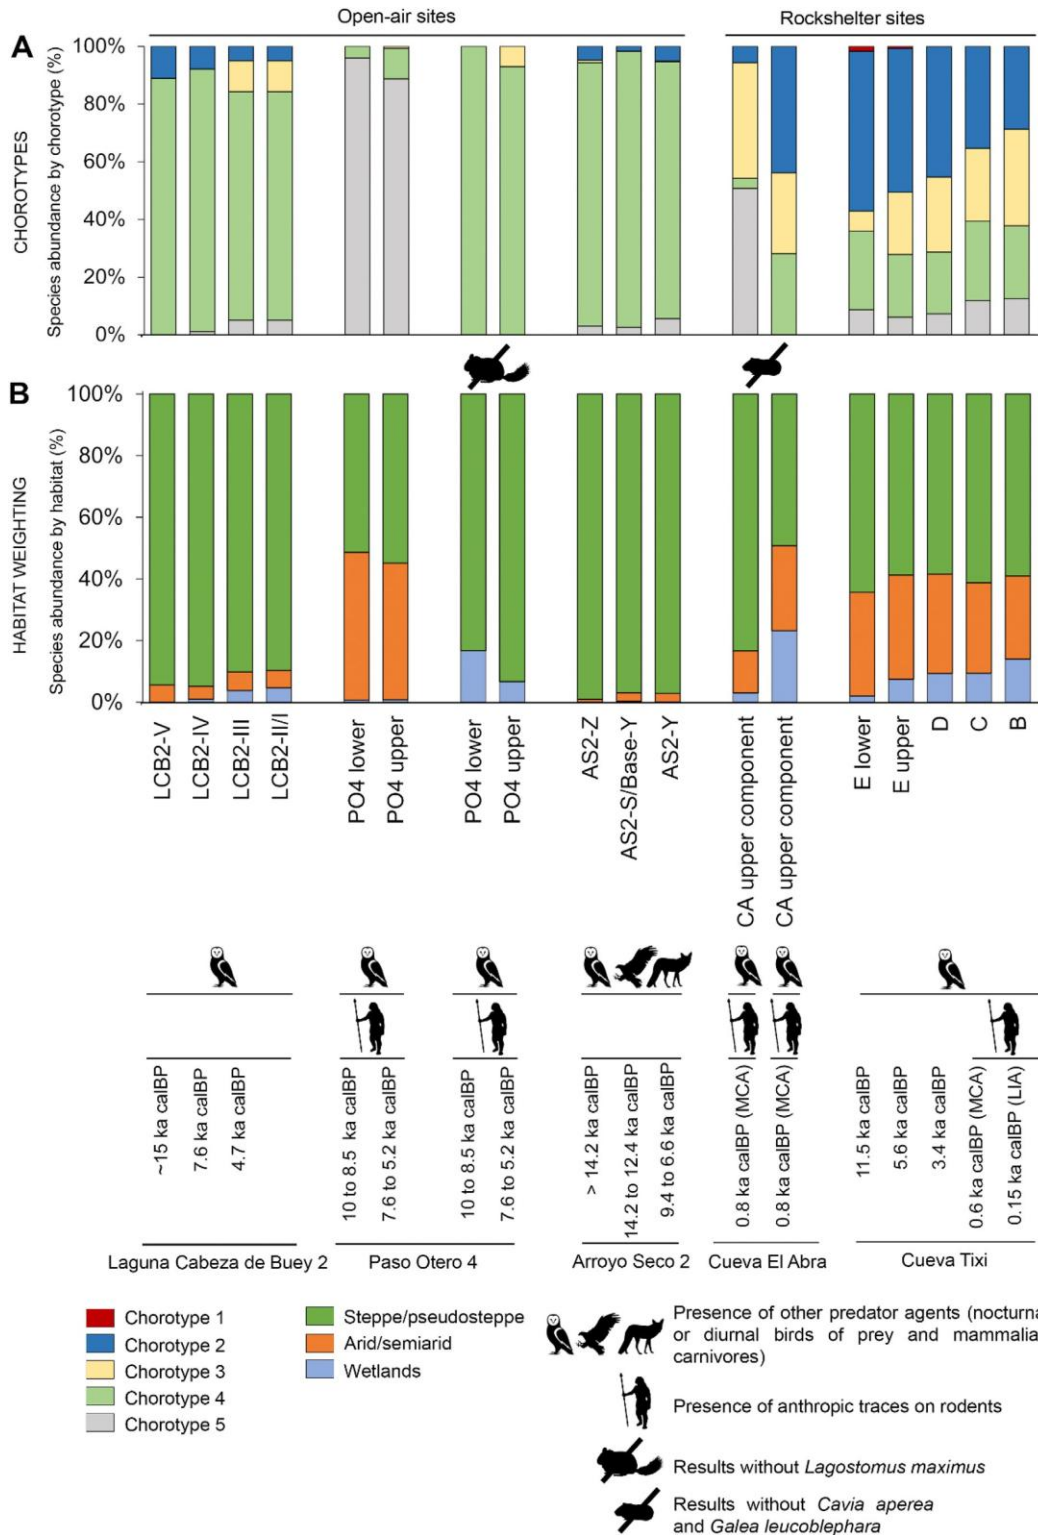 Open-air sites
Rockshelter sites
A
CHOROTYPES
Species abundance by chorotype (%)
100%
80%
60%
40%
20%
0%
B
HABITAT WEIGHTING
Species abundance by habitat (%)
100%
80%
60%
40%
20%
0%
LCB2-V
LCB2-IV
LCB2-III
LCB2-II/I
PO4 lower
PO4 upper
PO4 lower
PO4 upper
AS2-Z
AS2-S/Base-Y
AS2-Y
CA upper component
CA upper component
E lower
E upper
D
C
B
~15 ka calBP
7.6 ka calBP
4.7 ka calBP
10 to 8.5 ka calBP
7.6 to 5.2 ka calBP
10 to 8.5 ka calBP
7.6 to 5.2 ka calBP
> 14.2 ka calBP
14.2 to 12.4 ka calBP
9.4 to 6.6 ka calBP
0.8 ka calBP (MCA)
0.8 ka calBP (MCA)
11.5 ka calBP
5.6 ka calBP
3.4 ka calBP
0.6 ka calBP (MCA)
0.15 ka calBP (LIA)
Laguna Cabeza de Buey 2
Paso Otero 4
Arroyo Seco 2
Cueva El Abra
Cueva Tixi
Chorotype 1
Chorotype 2
Chorotype 3
Chorotype 4
Chorotype 5
Steppe/pseudosteppe
Arid/semiarid
Wetlands
Presence of other predator agents (nocturna
or diurnal birds of prey and mammalia
carnivores)
Presence of anthropic traces on rodents
Results without Lagostomus maximus
Results without Cavia aperea
and Galea leucoblephara